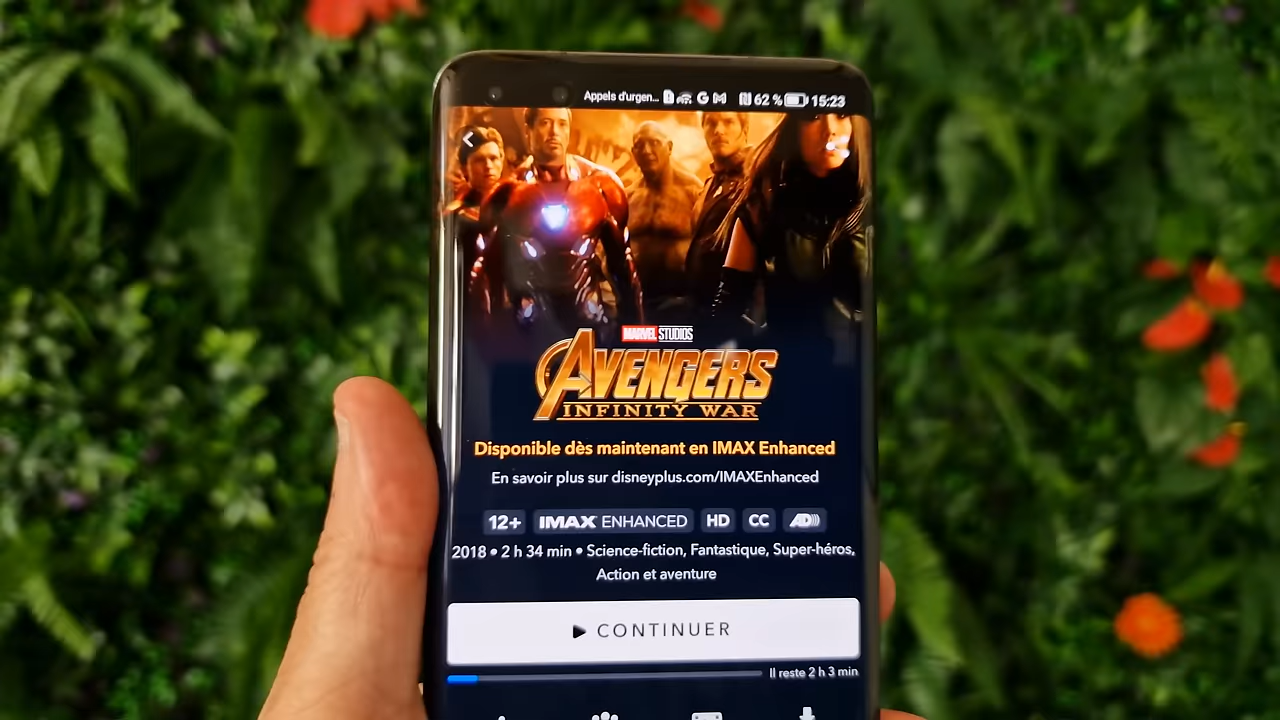 Appels d'urgen... G M 62 % 15:23
MARVEL STUDIOS
AVENGERS
INFINITY WAR
Disponible dès maintenant en IMAX Enhanced
En savoir plus sur disneyplus.com/IMAXEnhanced
12+ IMAX ENHANCED HD CC AD
2018 • 2 h 34 min • Science-fiction, Fantastique, Super-héros,
Action et aventure
CONTINUER
Il reste 2 h 3 min